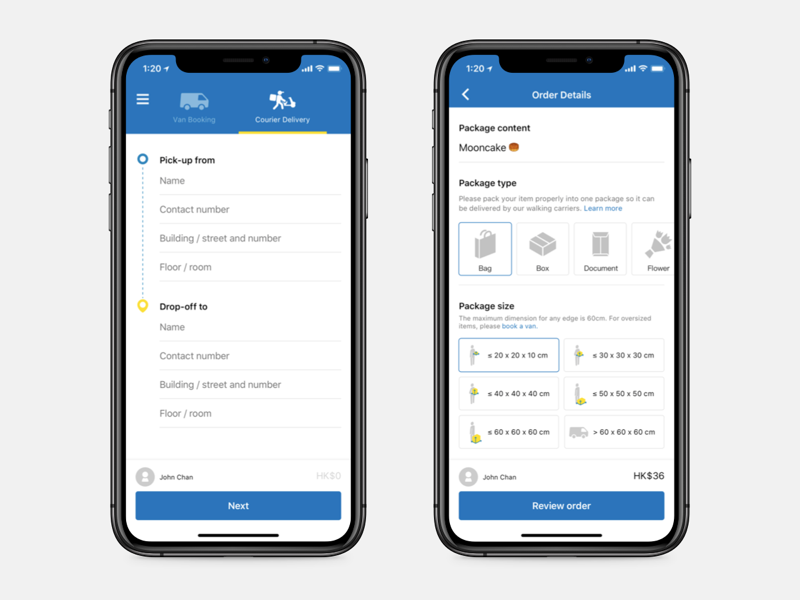 1:20
Van Booking
Courier Delivery
Pick-up from
Name
Contact number
Building / street and number
Floor / room
Drop-off to
Name
Contact number
Building / street and number
Floor / room
John Chan
HK$0
Next
1:20
Order Details
Package content
Mooncake 🥮
Package type
Please pack your item properly into one package so it can
be delivered by our walking carriers. Learn more
Bag
Box
Document
Flower
Package size
The maximum dimension for any edge is 60cm. For oversized
items, please book a van.
≤ 20 x 20 x 10 cm
≤ 30 x 30 x 30 cm
≤ 40 x 40 x 40 cm
≤ 50 x 50 x 50 cm
≤ 60 x 60 x 60 cm
> 60 x 60 x 60 cm
John Chan
HK$36
Review order